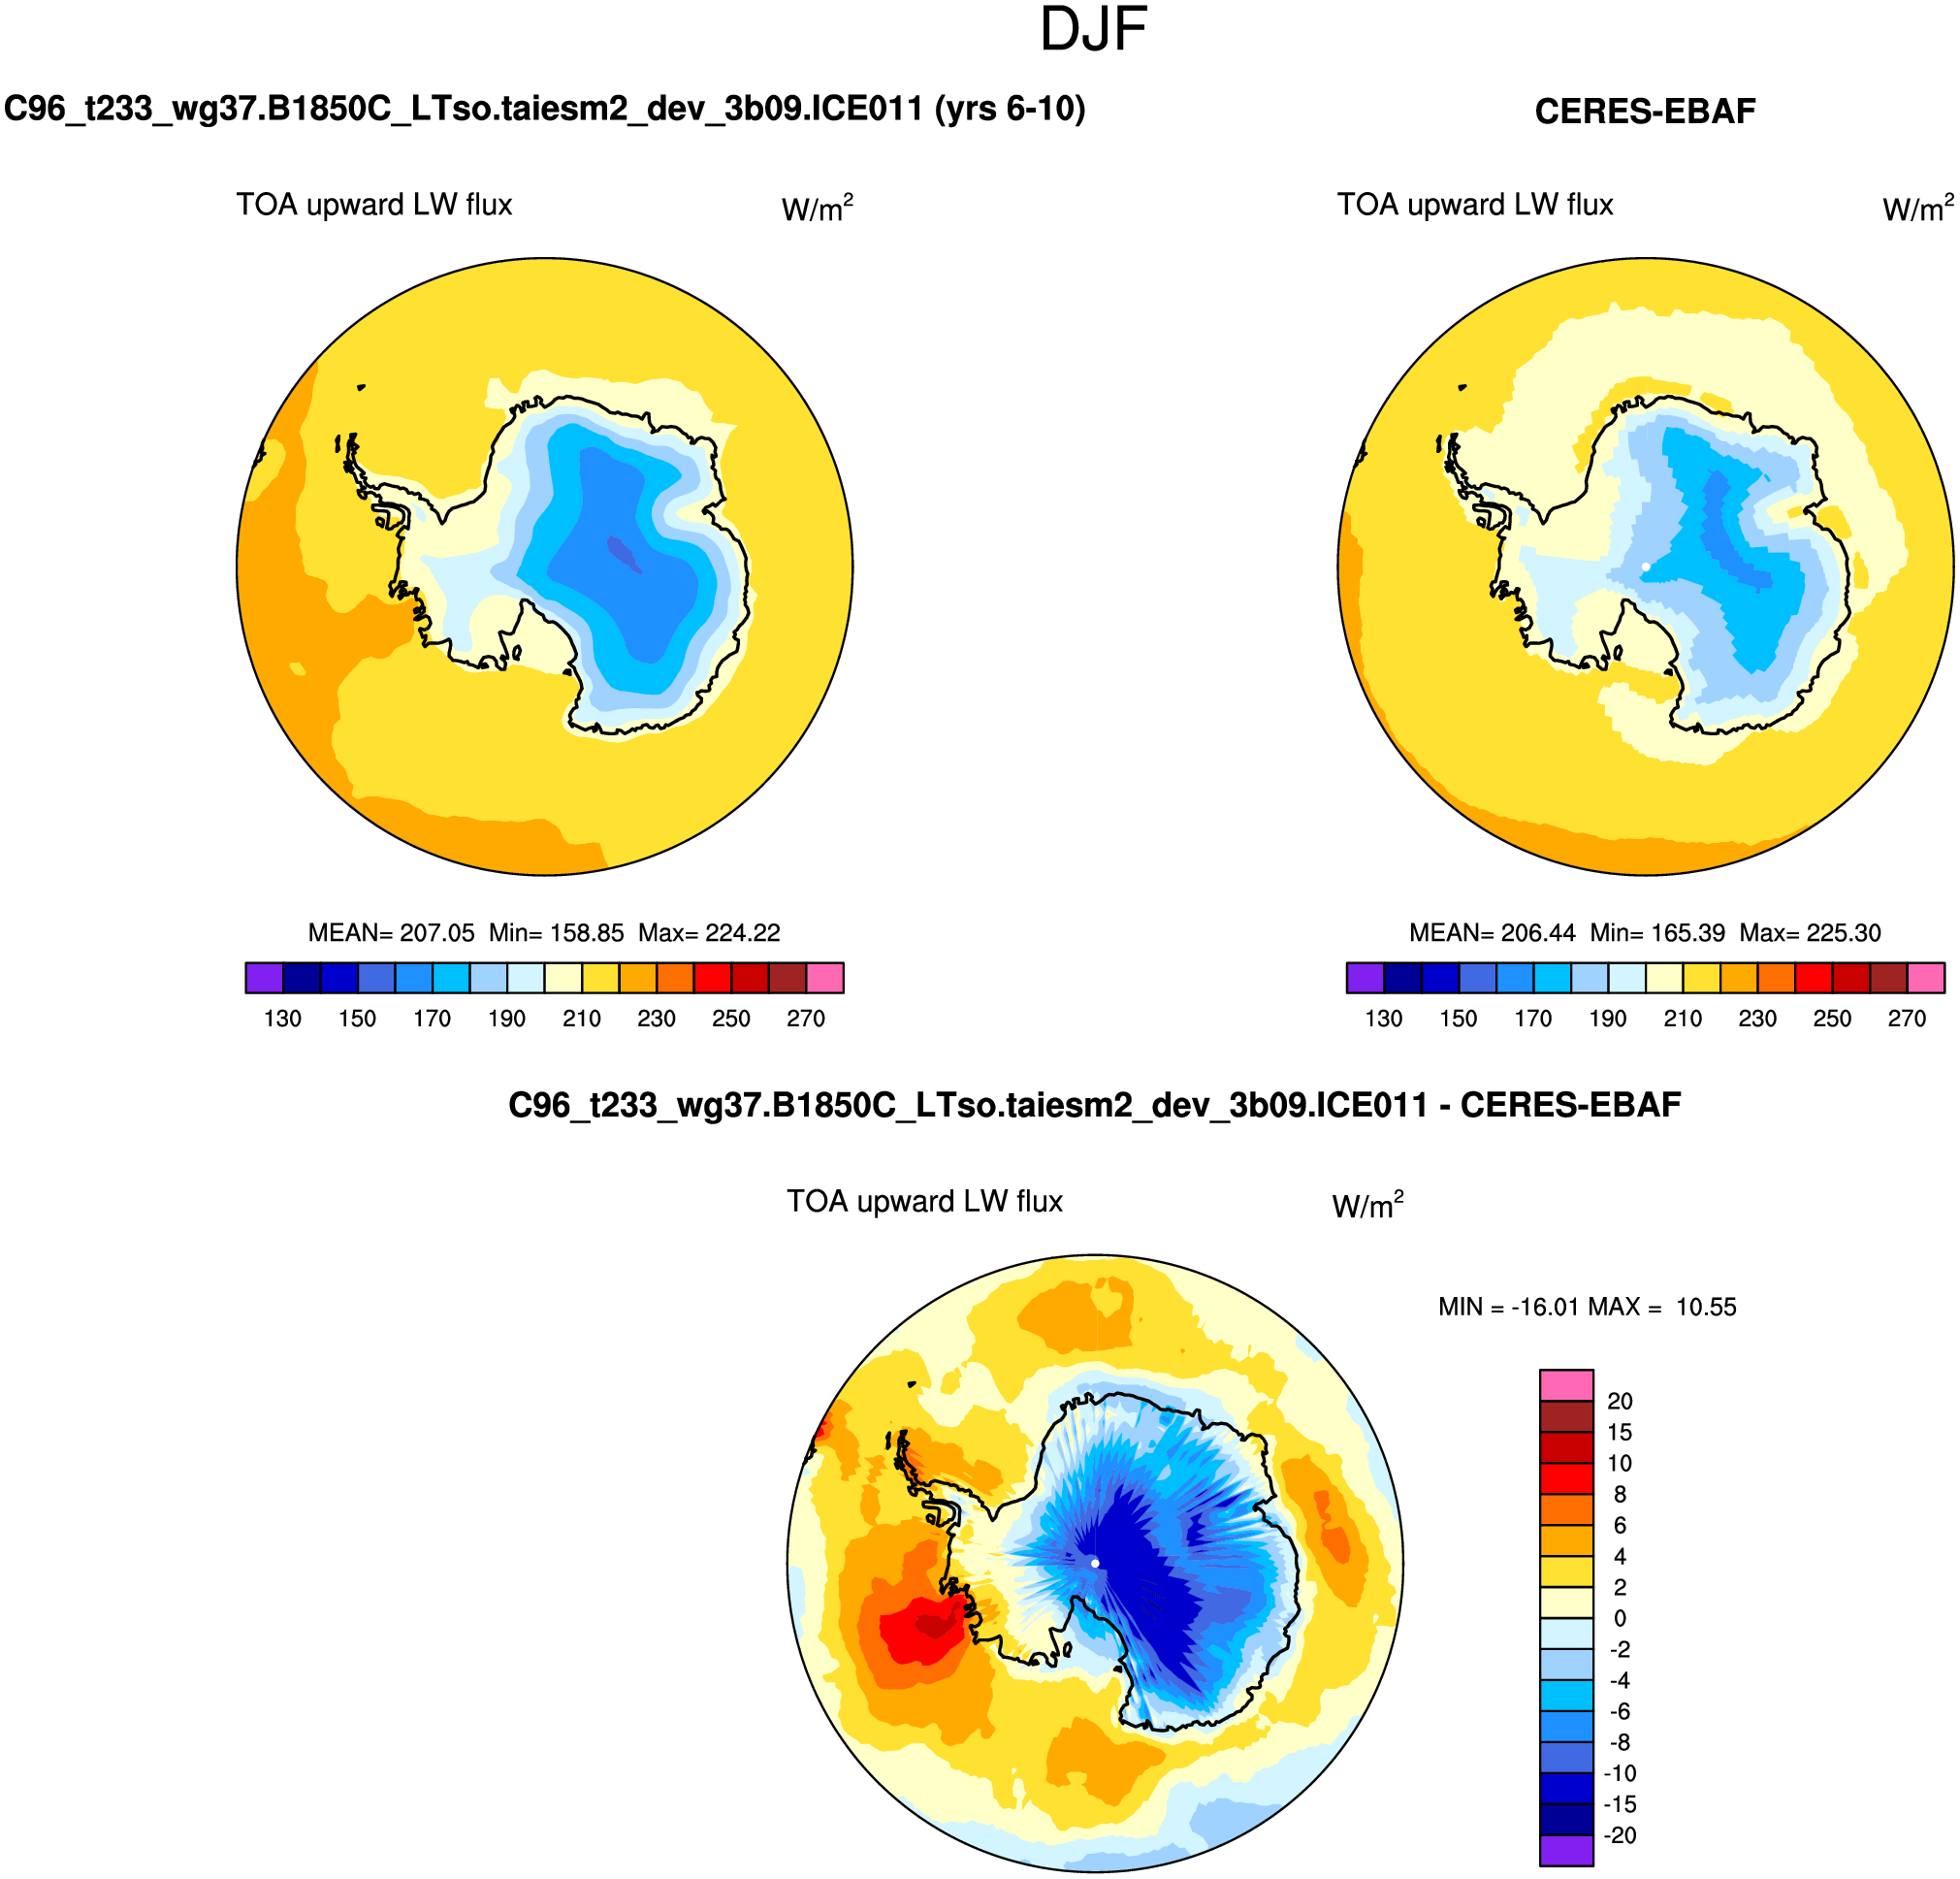 DJF
C96_t233_wg37.B1850C_LTso.taiesm2_dev_3b09.ICE011 (yrs 6-10)
CERES-EBAF
TOA upward LW flux W/m2
TOA upward LW flux W/m2
MEAN= 207.05 Min= 158.85 Max= 224.22
MEAN= 206.44 Min= 165.39 Max= 225.30
130 150 170 190 210 230 250 270
130 150 170 190 210 230 250 270
C96_t233_wg37.B1850C_LTso.taiesm2_dev_3b09.ICE011 - CERES-EBAF
TOA upward LW flux W/m2
MIN = -16.01 MAX = 10.55
20
15
10
8
6
4
2
0
-2
-4
-6
-8
-10
-15
-20